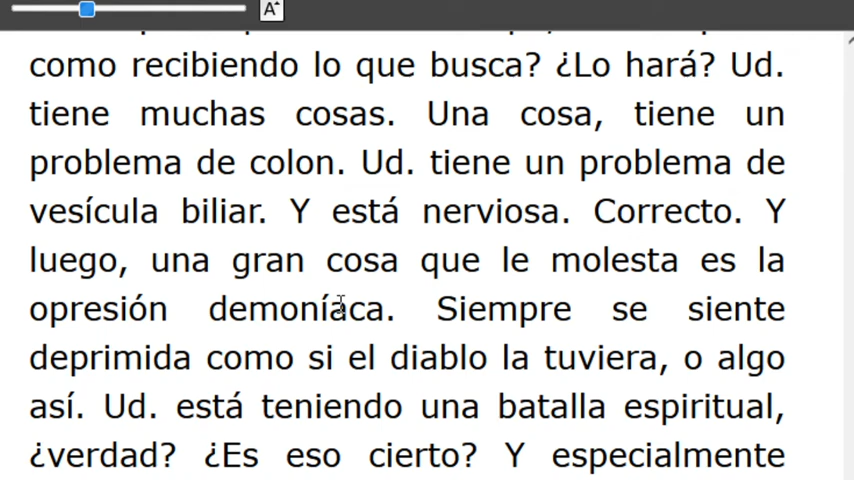 A
como recibiendo lo que busca? ¿Lo hará? Ud.
tiene muchas cosas. Una cosa, tiene un
problema de colon. Ud. tiene un problema de
vesícula biliar. Y está nerviosa. Correcto. Y
luego, una gran cosa que le molesta es la
opresión demoníaca. Siempre se siente
deprimida como si el diablo la tuviera, o algo
así. Ud. está teniendo una batalla espiritual,
¿verdad? ¿Es eso cierto? Y especialmente